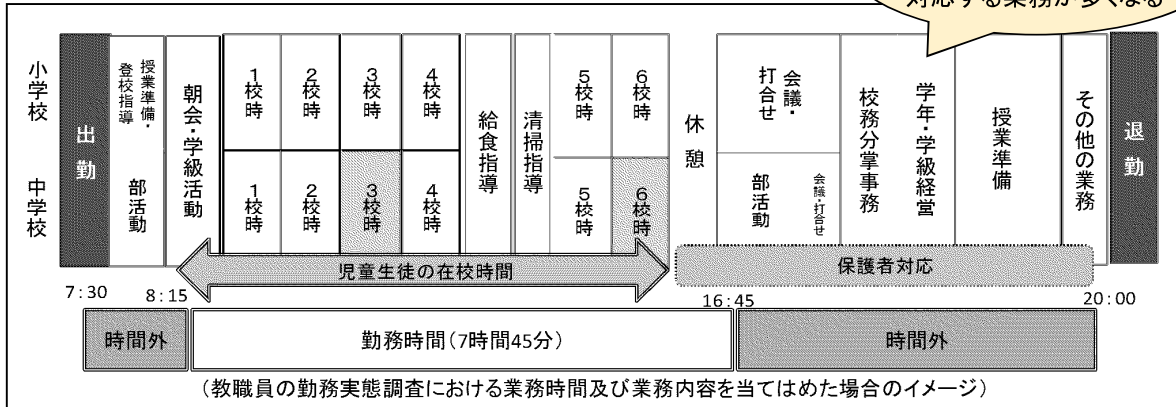 対応する業務が多くなる
小学校
中学校
出勤
授業準備・
登校指導
部活動
朝会・学級活動
1校時
2校時
3校時
4校時
1校時
2校時
3校時
4校時
給食指導
清掃指導
5校時
6校時
5校時
6校時
休憩
会議・
打合せ
部活動
会議・打合せ
校務分掌事務
学年・学級経営
授業準備
その他の業務
退勤
児童生徒の在校時間
保護者対応
7:30
8:15
16:45
20:00
時間外
勤務時間(7時間45分)
時間外
(教職員の勤務実態調査における業務時間及び業務内容を当てはめた場合のイメージ)